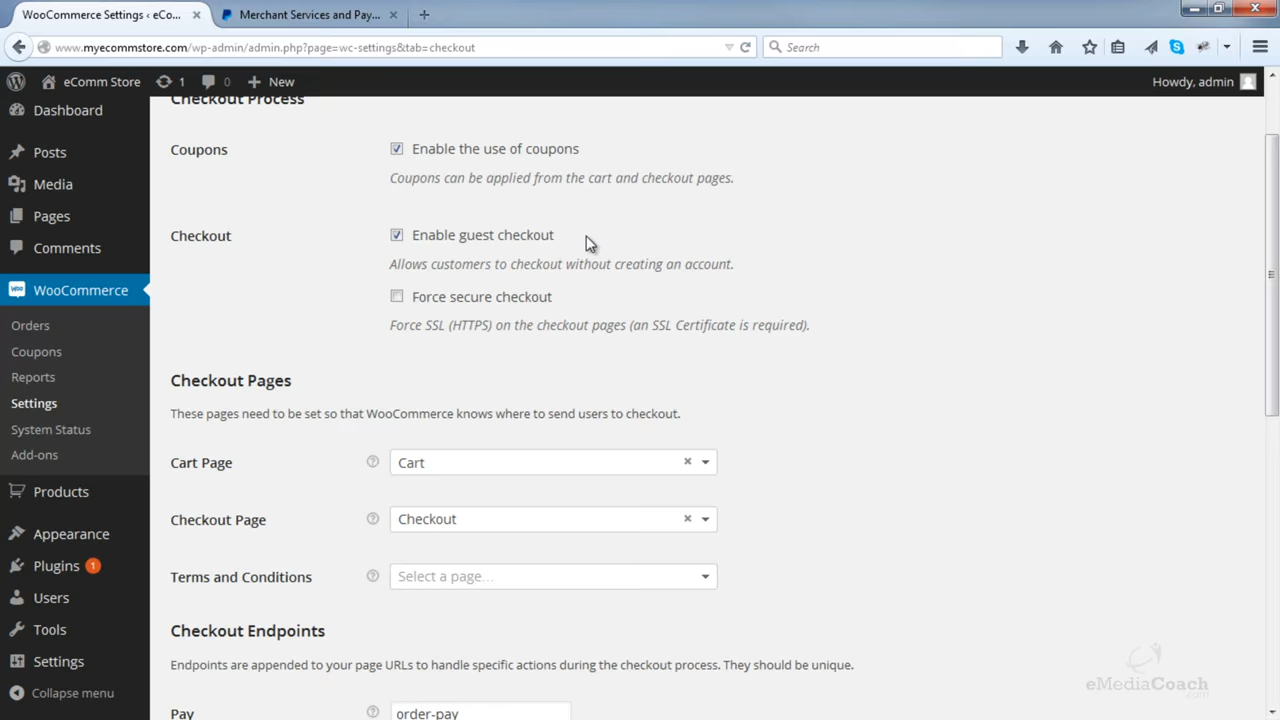 WooCommerce Settings ‹ eCo...
Merchant Services and Pay...
www.myecommstore.com/wp-admin/admin.php?page=wc-settings&tab=checkout
Search
eComm Store
1
0
New
Howdy, admin
Dashboard
Posts
Media
Pages
Comments
WooCommerce
Orders
Coupons
Reports
Settings
System Status
Add-ons
Products
Appearance
Plugins 1
Users
Tools
Settings
Collapse menu
Checkout Process
Coupons
Enable the use of coupons
Coupons can be applied from the cart and checkout pages.
Checkout
Enable guest checkout
Allows customers to checkout without creating an account.
Force secure checkout
Force SSL (HTTPS) on the checkout pages (an SSL Certificate is required).
Checkout Pages
These pages need to be set so that WooCommerce knows where to send users to checkout.
Cart Page
Cart
Checkout Page
Checkout
Terms and Conditions
Select a page...
Checkout Endpoints
Endpoints are appended to your page URLs to handle specific actions during the checkout process. They should be unique.
Pay
order-pay
eMediaCoach.com